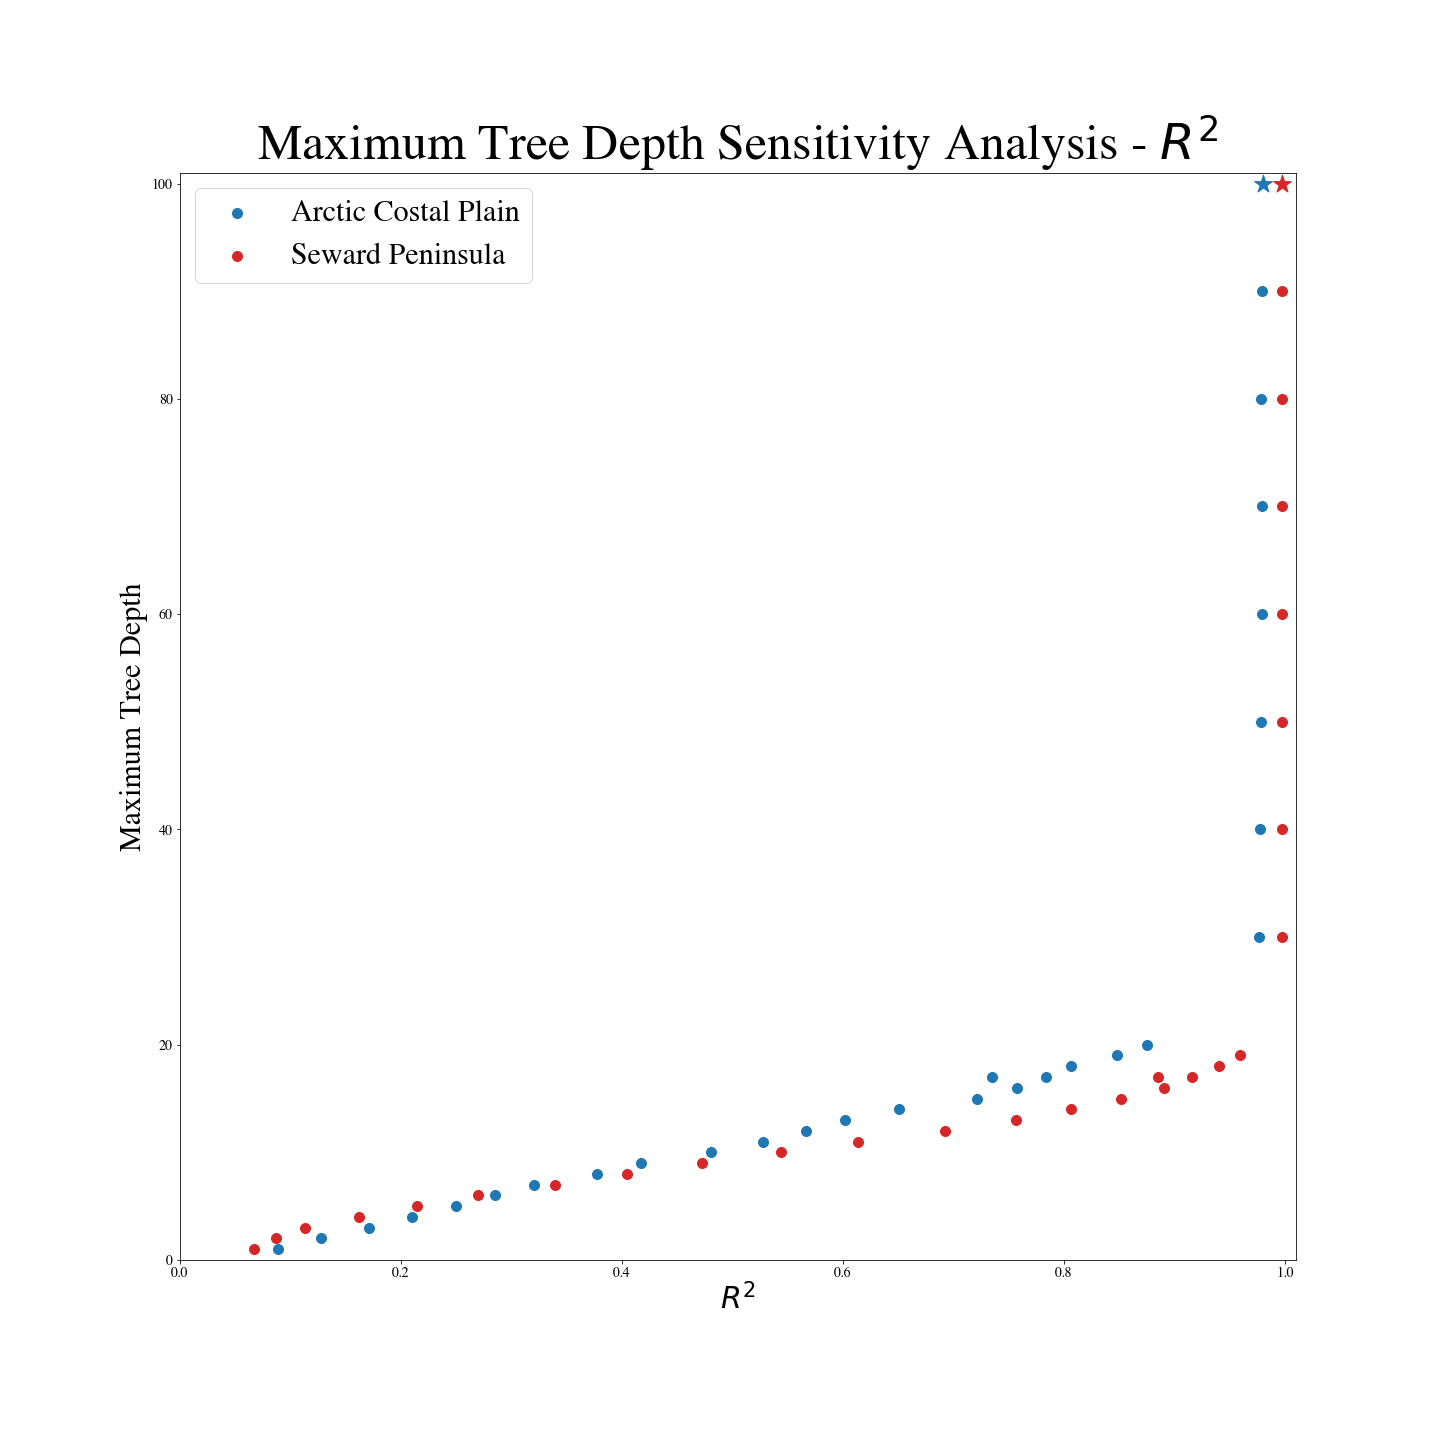 Maximum Tree Depth Sensitivity Analysis - R²
Arctic Costal Plain
Seward Peninsula
Maximum Tree Depth
100
80
60
40
20
0
0.0 0.2 0.4 0.6 0.8 1.0
R²